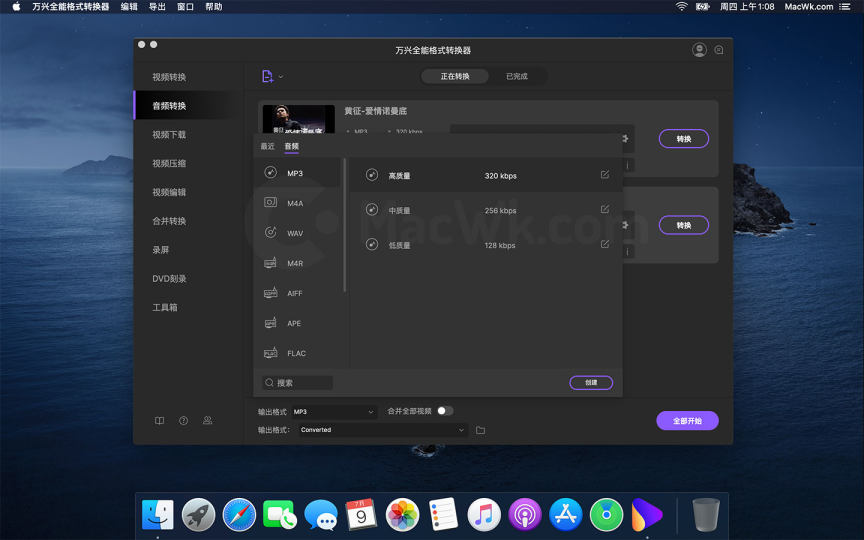 万兴全能格式转换器 编辑 导出 窗口 帮助
周四 上午1:08 MacWk.com
万兴全能格式转换器
视频转换
正在转换 已完成
音频转换
黄征-爱情诺曼底
MP3 320 kbps
视频下载
转换
最近 音频
视频压缩
MP3 高质量 320 kbps
视频编辑
M4A 中质量 256 kbps
合并转换
转换
WAV 低质量 128 kbps
MacWk.com
录屏
M4R
DVD刻录
AIFF
工具箱
APE
FLAC
搜索
创建
输出格式 MP3 合并全部视频
输出格式: Converted
全部开始
7月
9